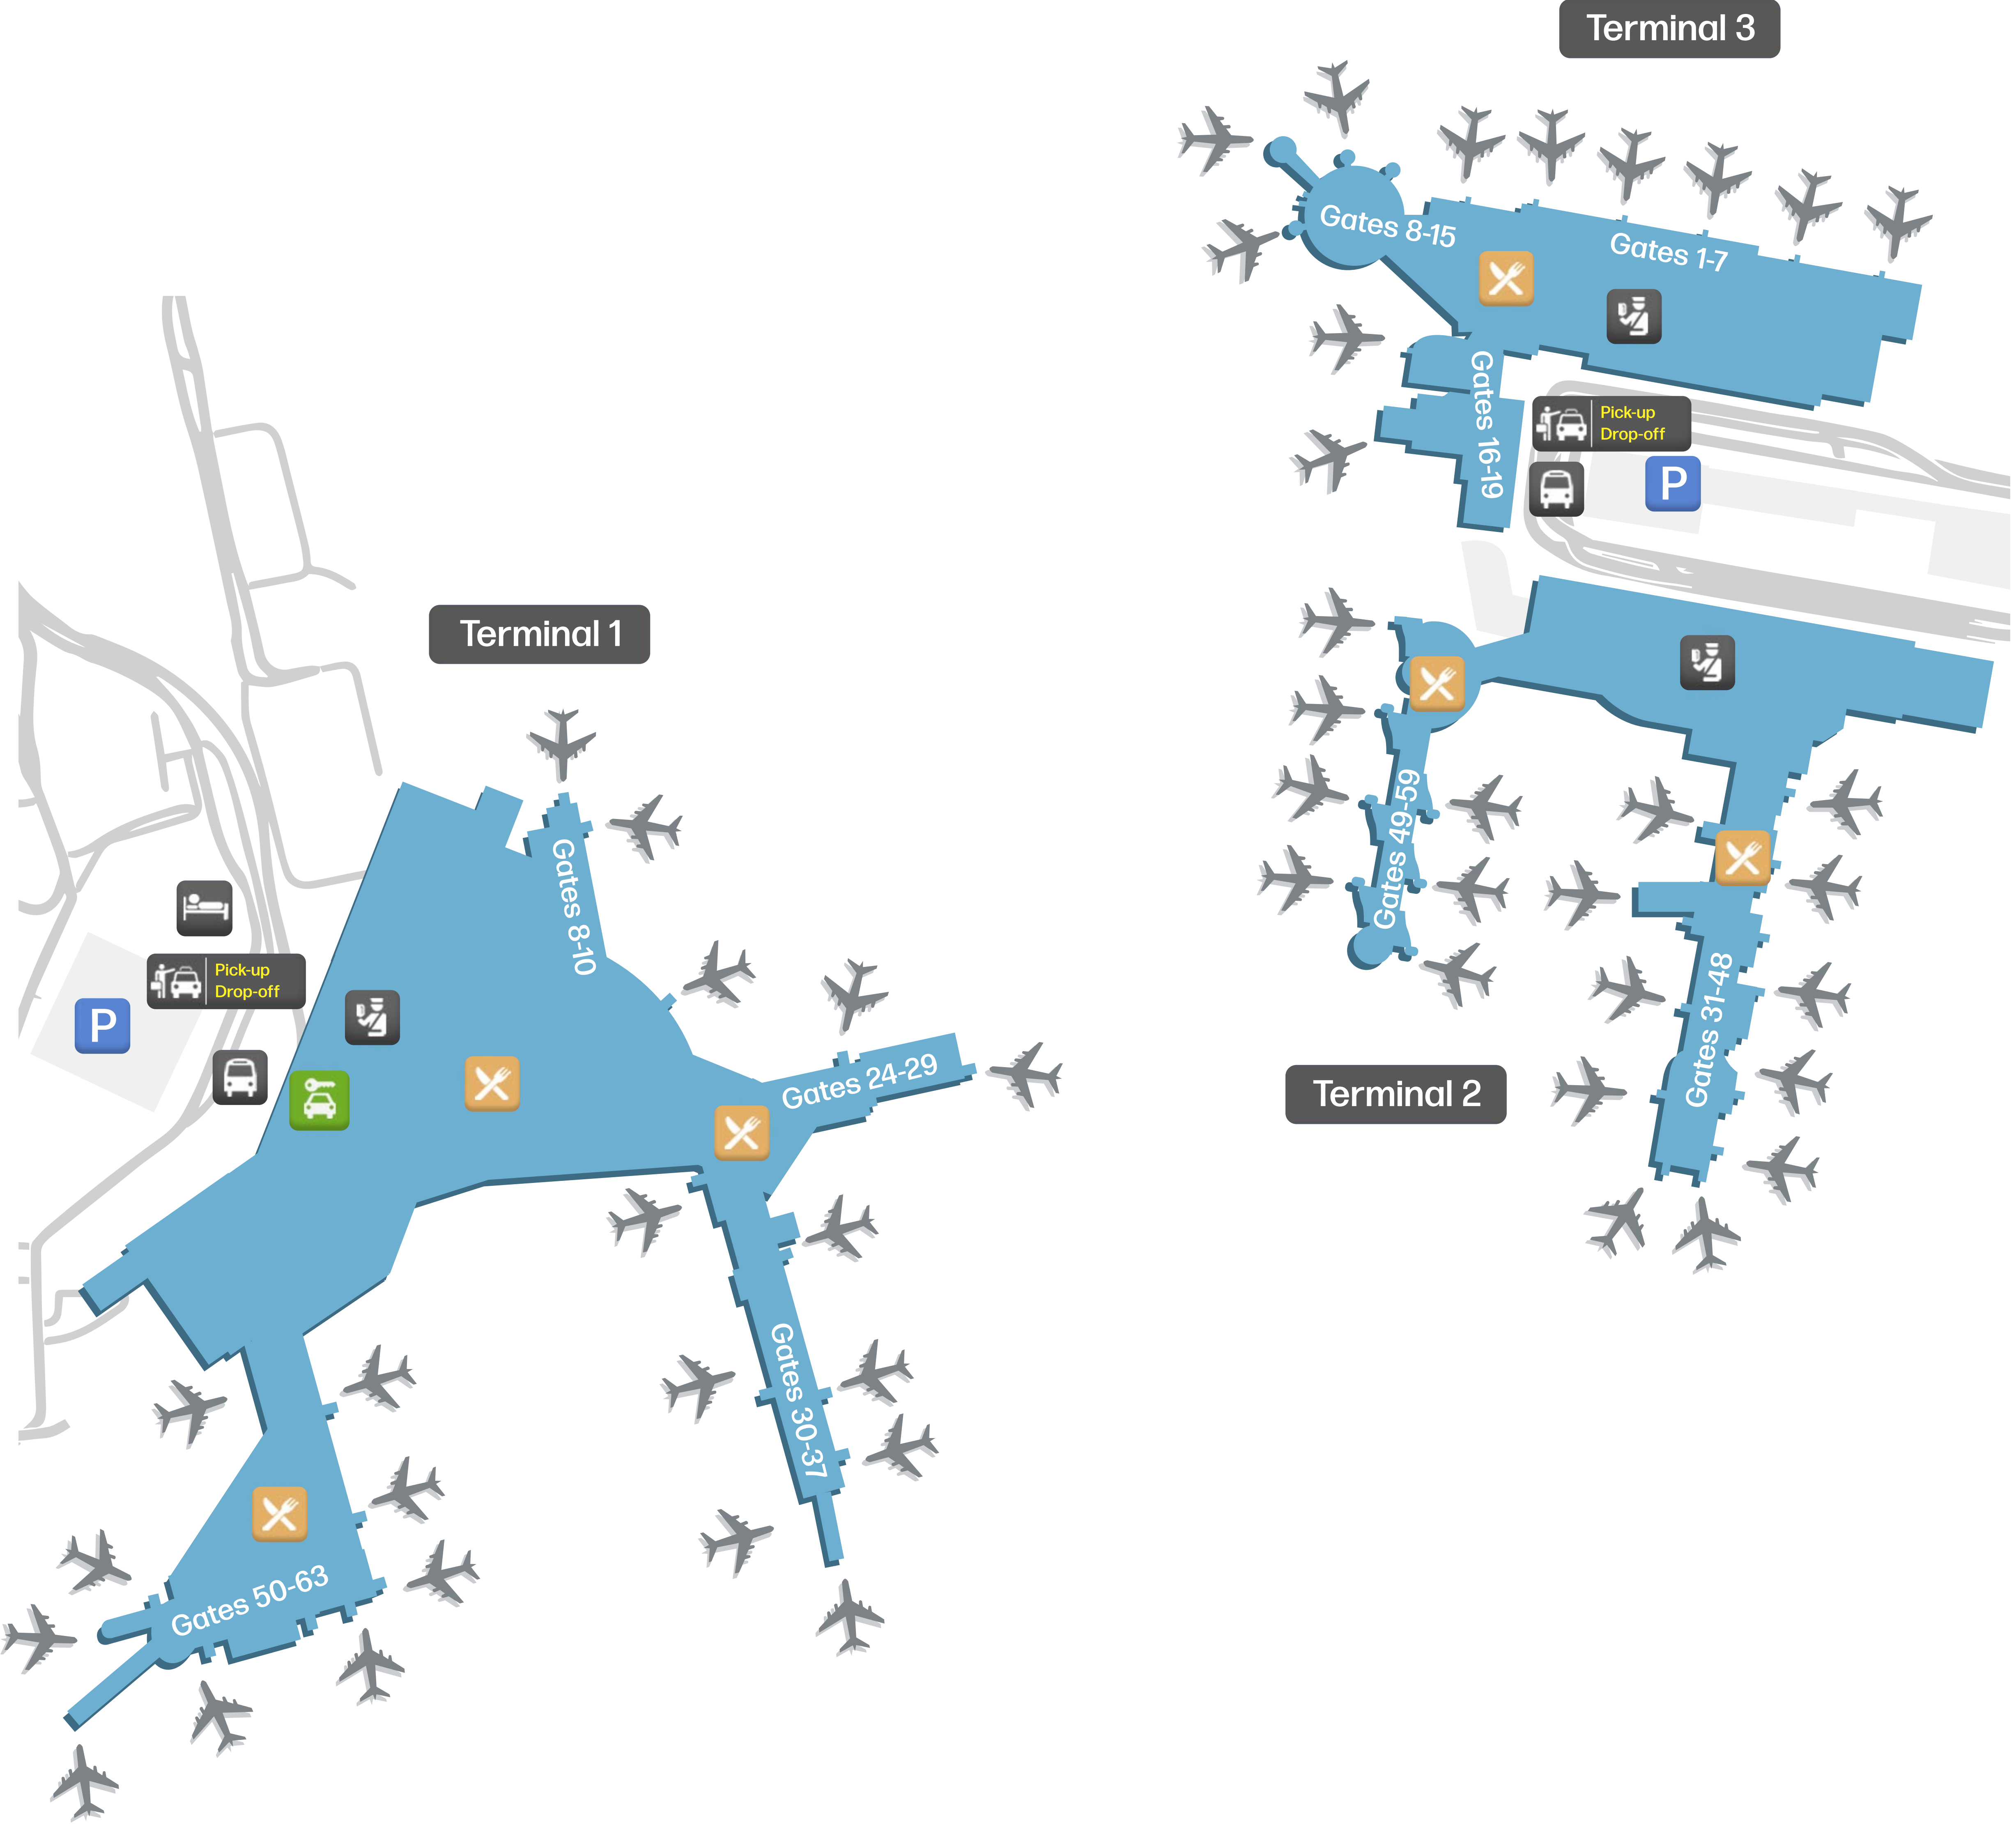 Terminal 3
Gates 8-15
Gates 1-7
Gates 16-19
Pick-up
Drop-off
P
Terminal 1
Gates 8-10
Pick-up
Drop-off
P
Gates 24-29
Gates 30-37
Gates 50-63
Gates 49-59
Gates 31-48
Terminal 2